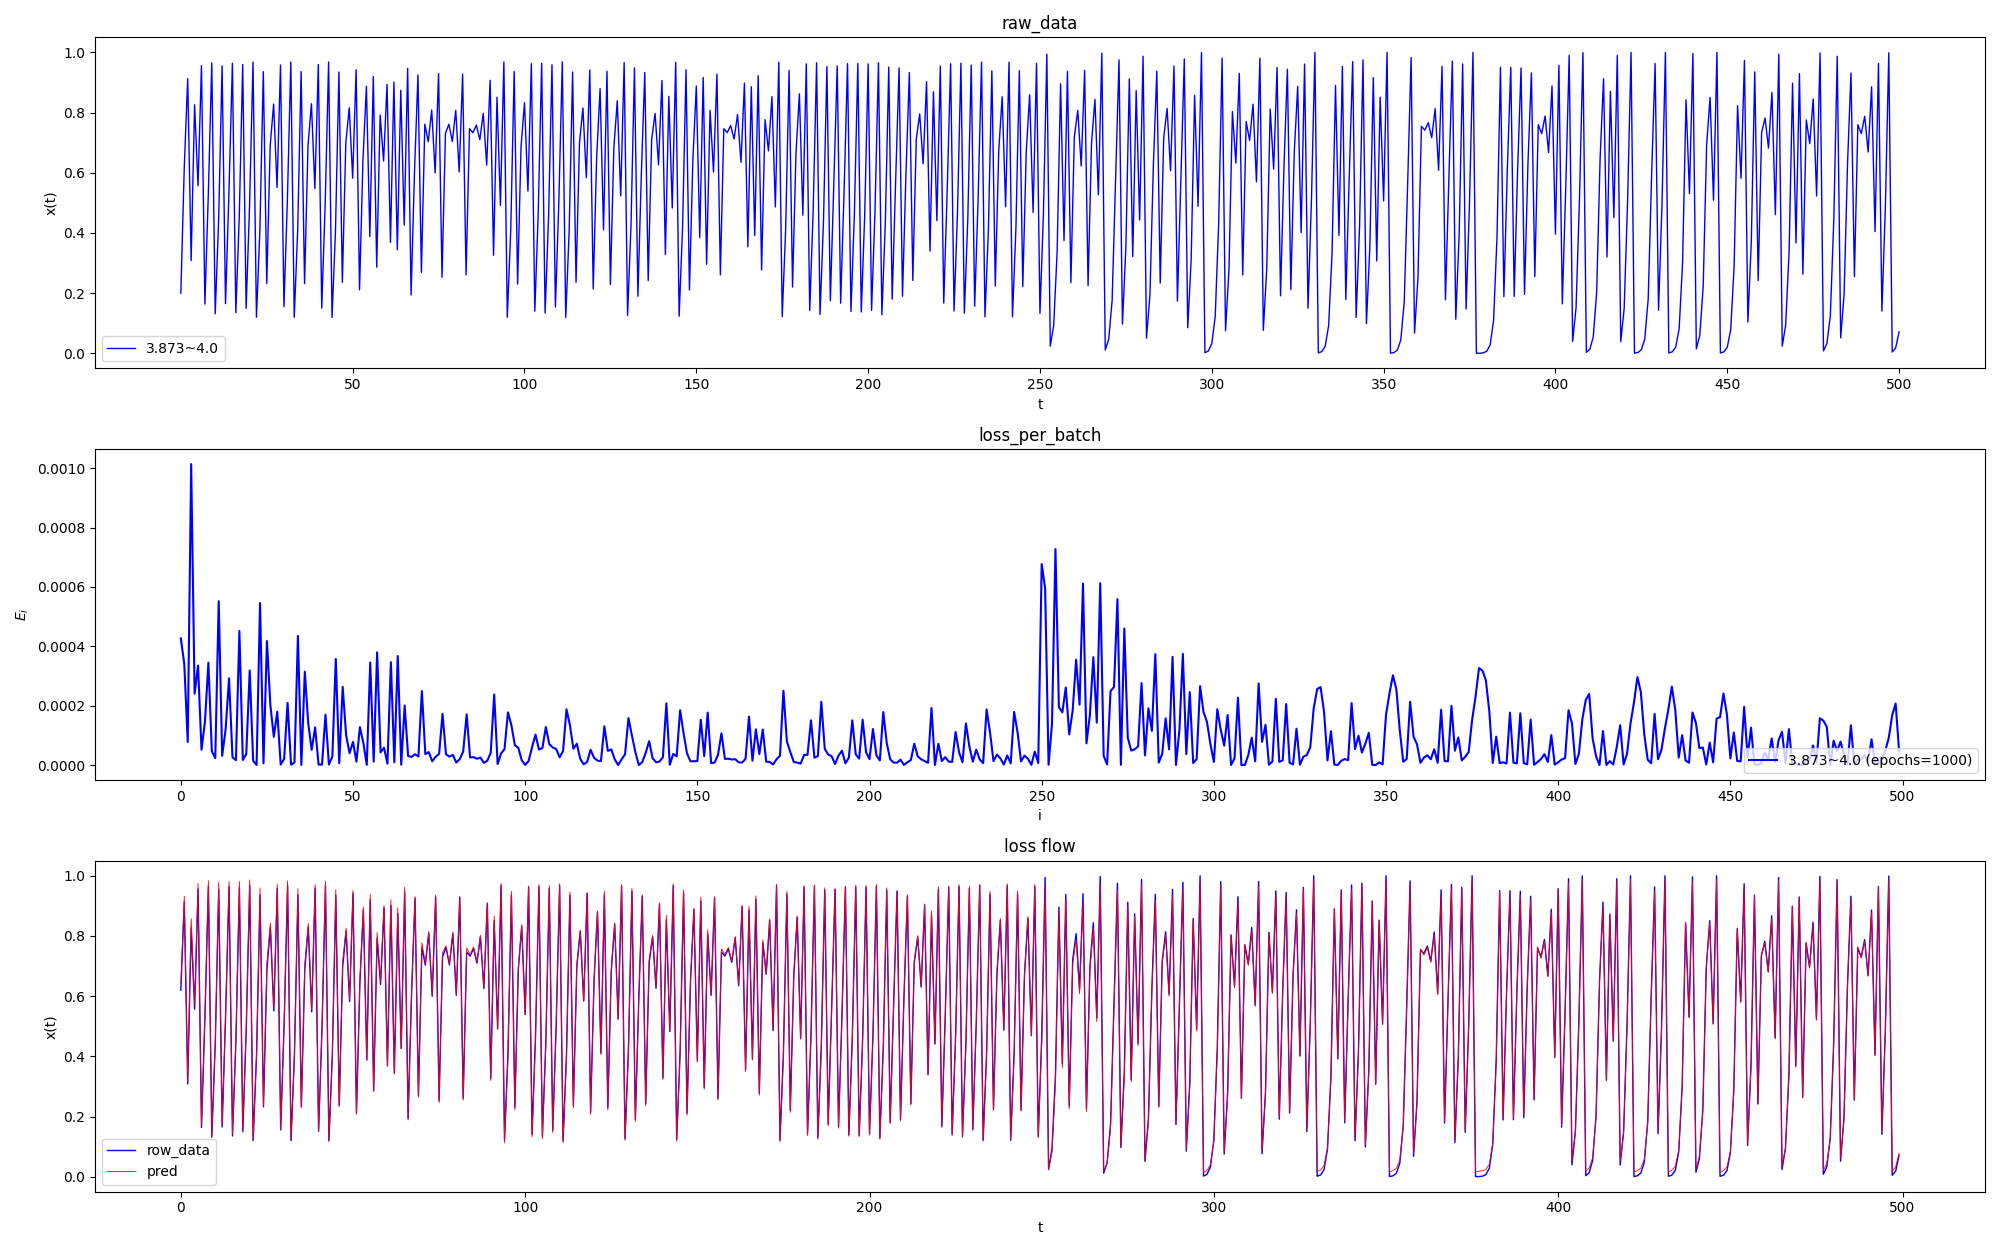 raw_data
1.0
0.8
0.6
0.4
0.2
0.0
x(t)
3.873~4.0
50 100 150 200 250 300 350 400 450 500
t
loss_per_batch
0.0010
0.0008
0.0006
0.0004
0.0002
0.0000
E_i
3.873~4.0 (epochs=1000)
0 50 100 150 200 250 300 350 400 450 500
i
loss flow
1.0
0.8
0.6
0.4
0.2
0.0
x(t)
row_data
pred
0 100 200 300 400 500
t